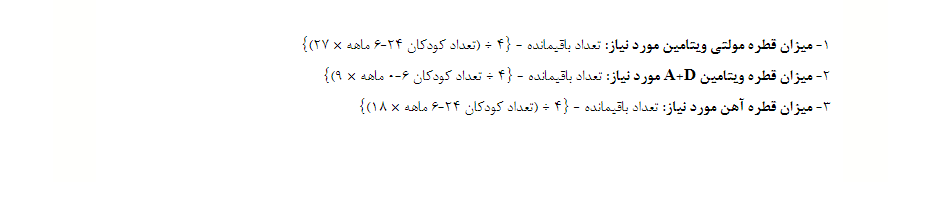 ۱- میزان قطره مولتی ویتامین مورد نیاز: تعداد باقیمانده - {۴ ÷ (تعداد کودکان ۲۴-۶ ماهه × ۲۷)}
۲- میزان قطره ویتامین A+D مورد نیاز: تعداد باقیمانده - {۴ ÷ تعداد کودکان ۶-۰ ماهه × ۹)}
۳- میزان قطره آهن مورد نیاز: تعداد باقیمانده - {۴ ÷ (تعداد کودکان ۲۴-۶ ماهه × ۱۸)}